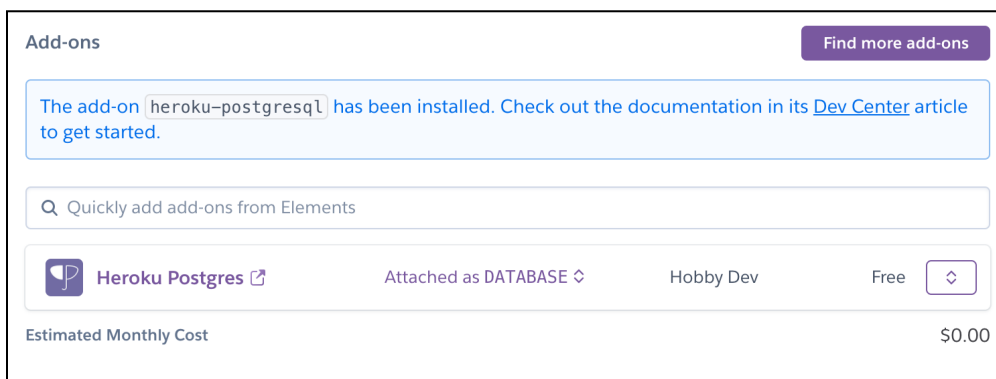 Add-ons
Find more add-ons
The add-on heroku-postgresql has been installed. Check out the documentation in its Dev Center article
to get started.
Quickly add add-ons from Elements
Heroku Postgres Attached as DATABASE Hobby Dev Free
Estimated Monthly Cost $0.00